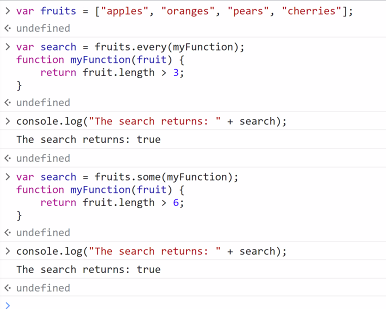 > var fruits = ["apples", "oranges", "pears", "cherries"];
undefined
> var search = fruits.every(myFunction);
function myFunction(fruit) {
    return fruit.length > 3;
}
undefined
> console.log("The search returns: " + search);
The search returns: true
undefined
> var search = fruits.some(myFunction);
function myFunction(fruit) {
    return fruit.length > 6;
}
undefined
> console.log("The search returns: " + search);
The search returns: true
undefined
>